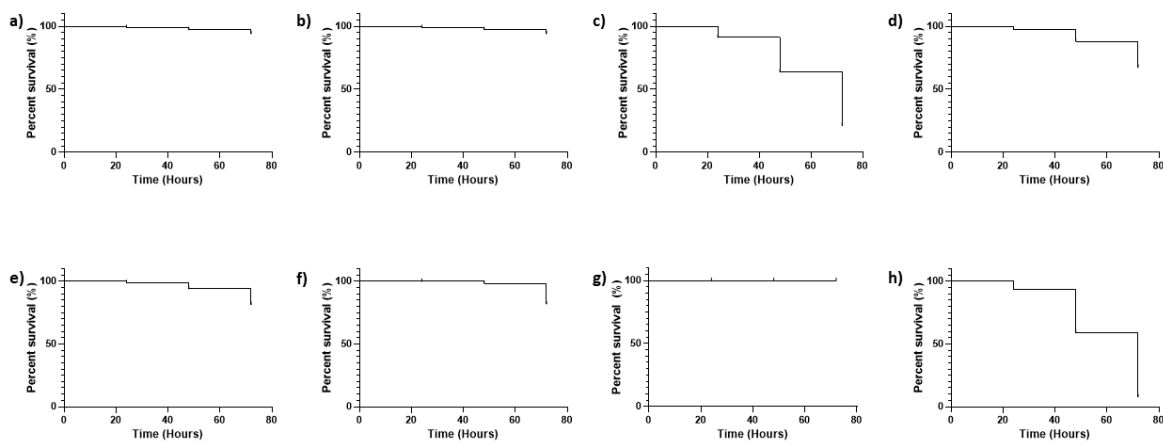 a) Percent survival (%)
100
50
0
0 20 40 60 80
Time (Hours)
b) Percent survival (%)
100
50
0
0 20 40 60 80
Time (Hours)
c) Percent survival (%)
100
50
0
0 20 40 60 80
Time (Hours)
d) Percent survival (%)
100
50
0
0 20 40 60 80
Time (Hours)
e) Percent survival (%)
100
50
0
0 20 40 60 80
Time (Hours)
f) Percent survival (%)
100
50
0
0 20 40 60 80
Time (Hours)
g) Percent survival (%)
100
50
0
0 20 40 60 80
Time (Hours)
h) Percent survival (%)
100
50
0
0 20 40 60 80
Time (Hours)